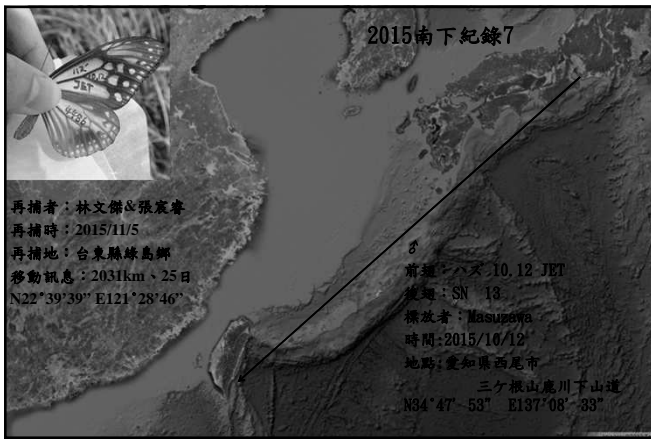 2015南下紀錄7
JET
再捕者：林文傑&張宸睿
再捕時：2015/11/5
再捕地：台東縣綠島鄉
移動訊息：2031km、25日
N22°39'39” E121°28'46”
♂
前翅：ハズ 10.12 JET
後翅：SN 13
標放者：Masuzawa
時間:2015/10/12
地點:愛知県西尾市
三ケ根山鹿川下山道
N34°47'53” E137°08'33”